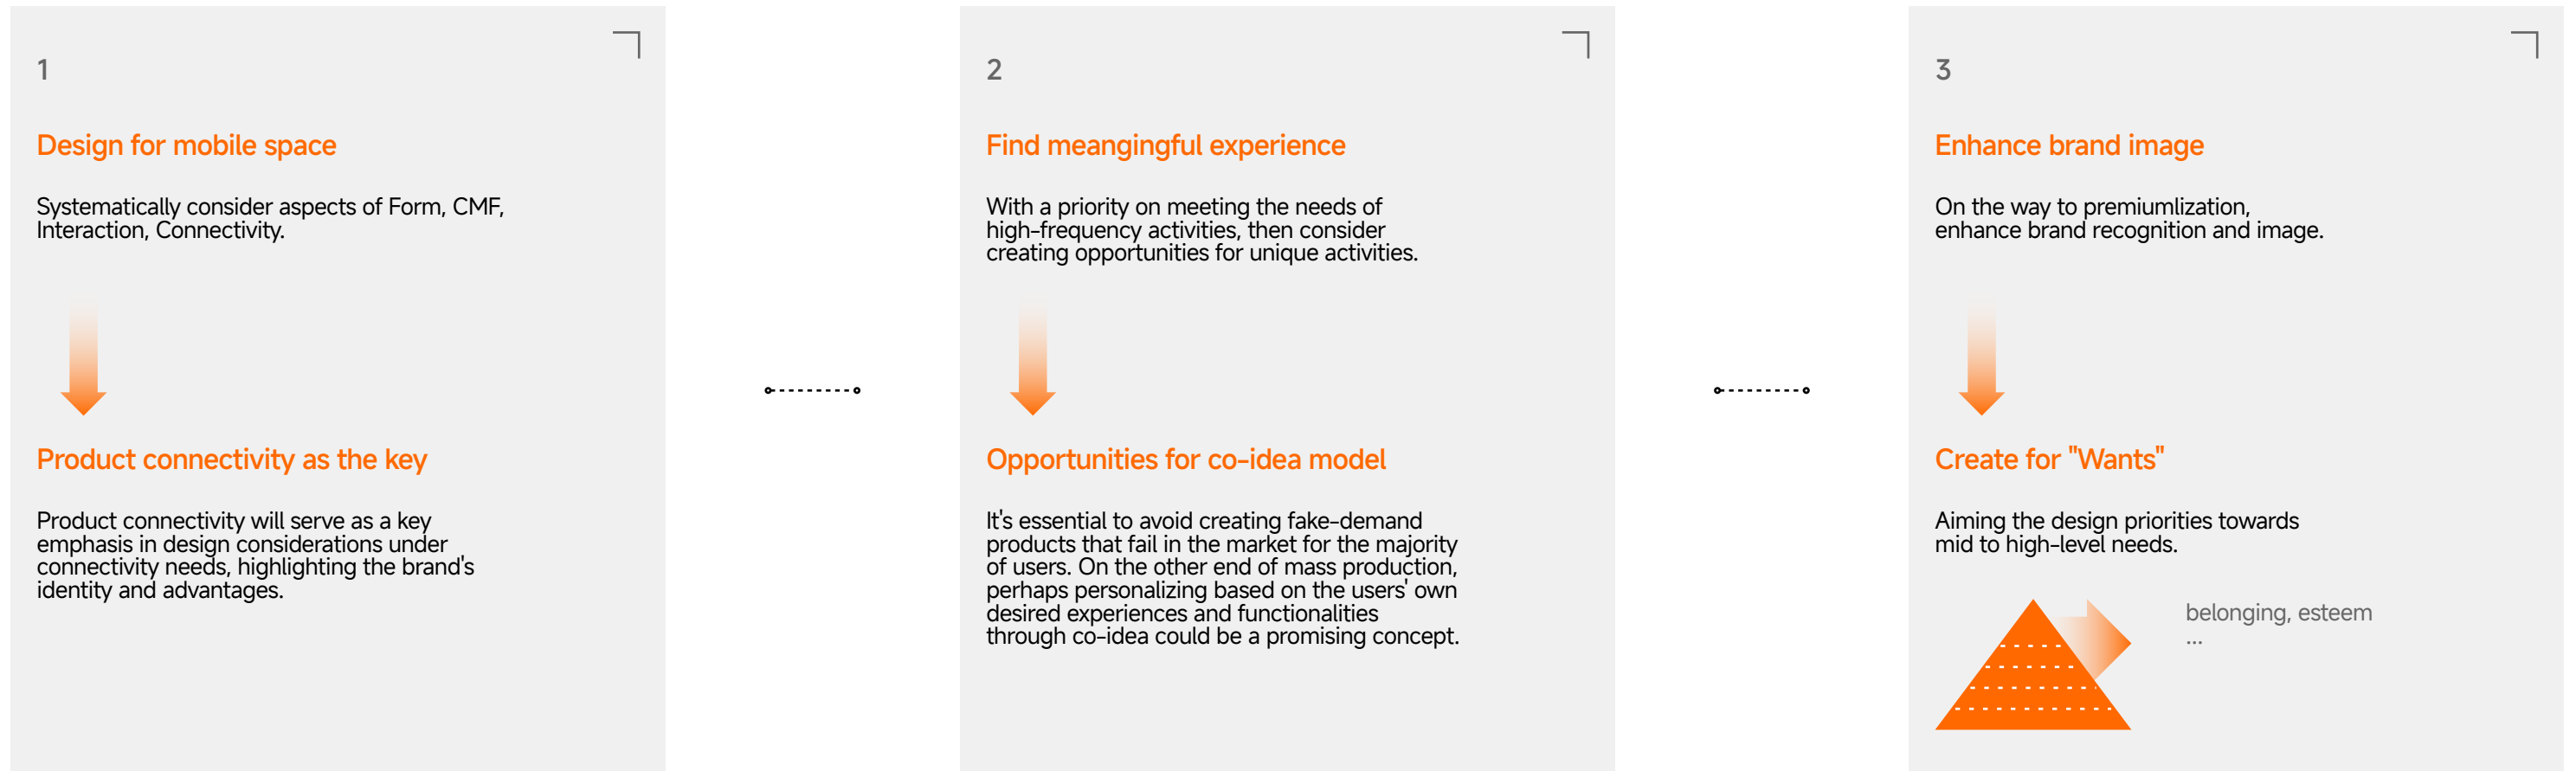 1
Design for mobile space
Systematically consider aspects of Form, CMF,
Interaction, Connectivity.
Product connectivity as the key
Product connectivity will serve as a key
emphasis in design considerations under
connectivity needs, highlighting the brand's
identity and advantages.
2
Find meangingful experience
With a priority on meeting the needs of
high-frequency activities, then consider
creating opportunities for unique activities.
Opportunities for co-idea model
It's essential to avoid creating fake-demand
products that fail in the market for the majority
of users. On the other end of mass production,
perhaps personalizing based on the users' own
desired experiences and functionalities
through co-idea could be a promising concept.
3
Enhance brand image
On the way to premiumlization,
enhance brand recognition and image.
Create for "Wants"
Aiming the design priorities towards
mid to high-level needs.
belonging, esteem
...